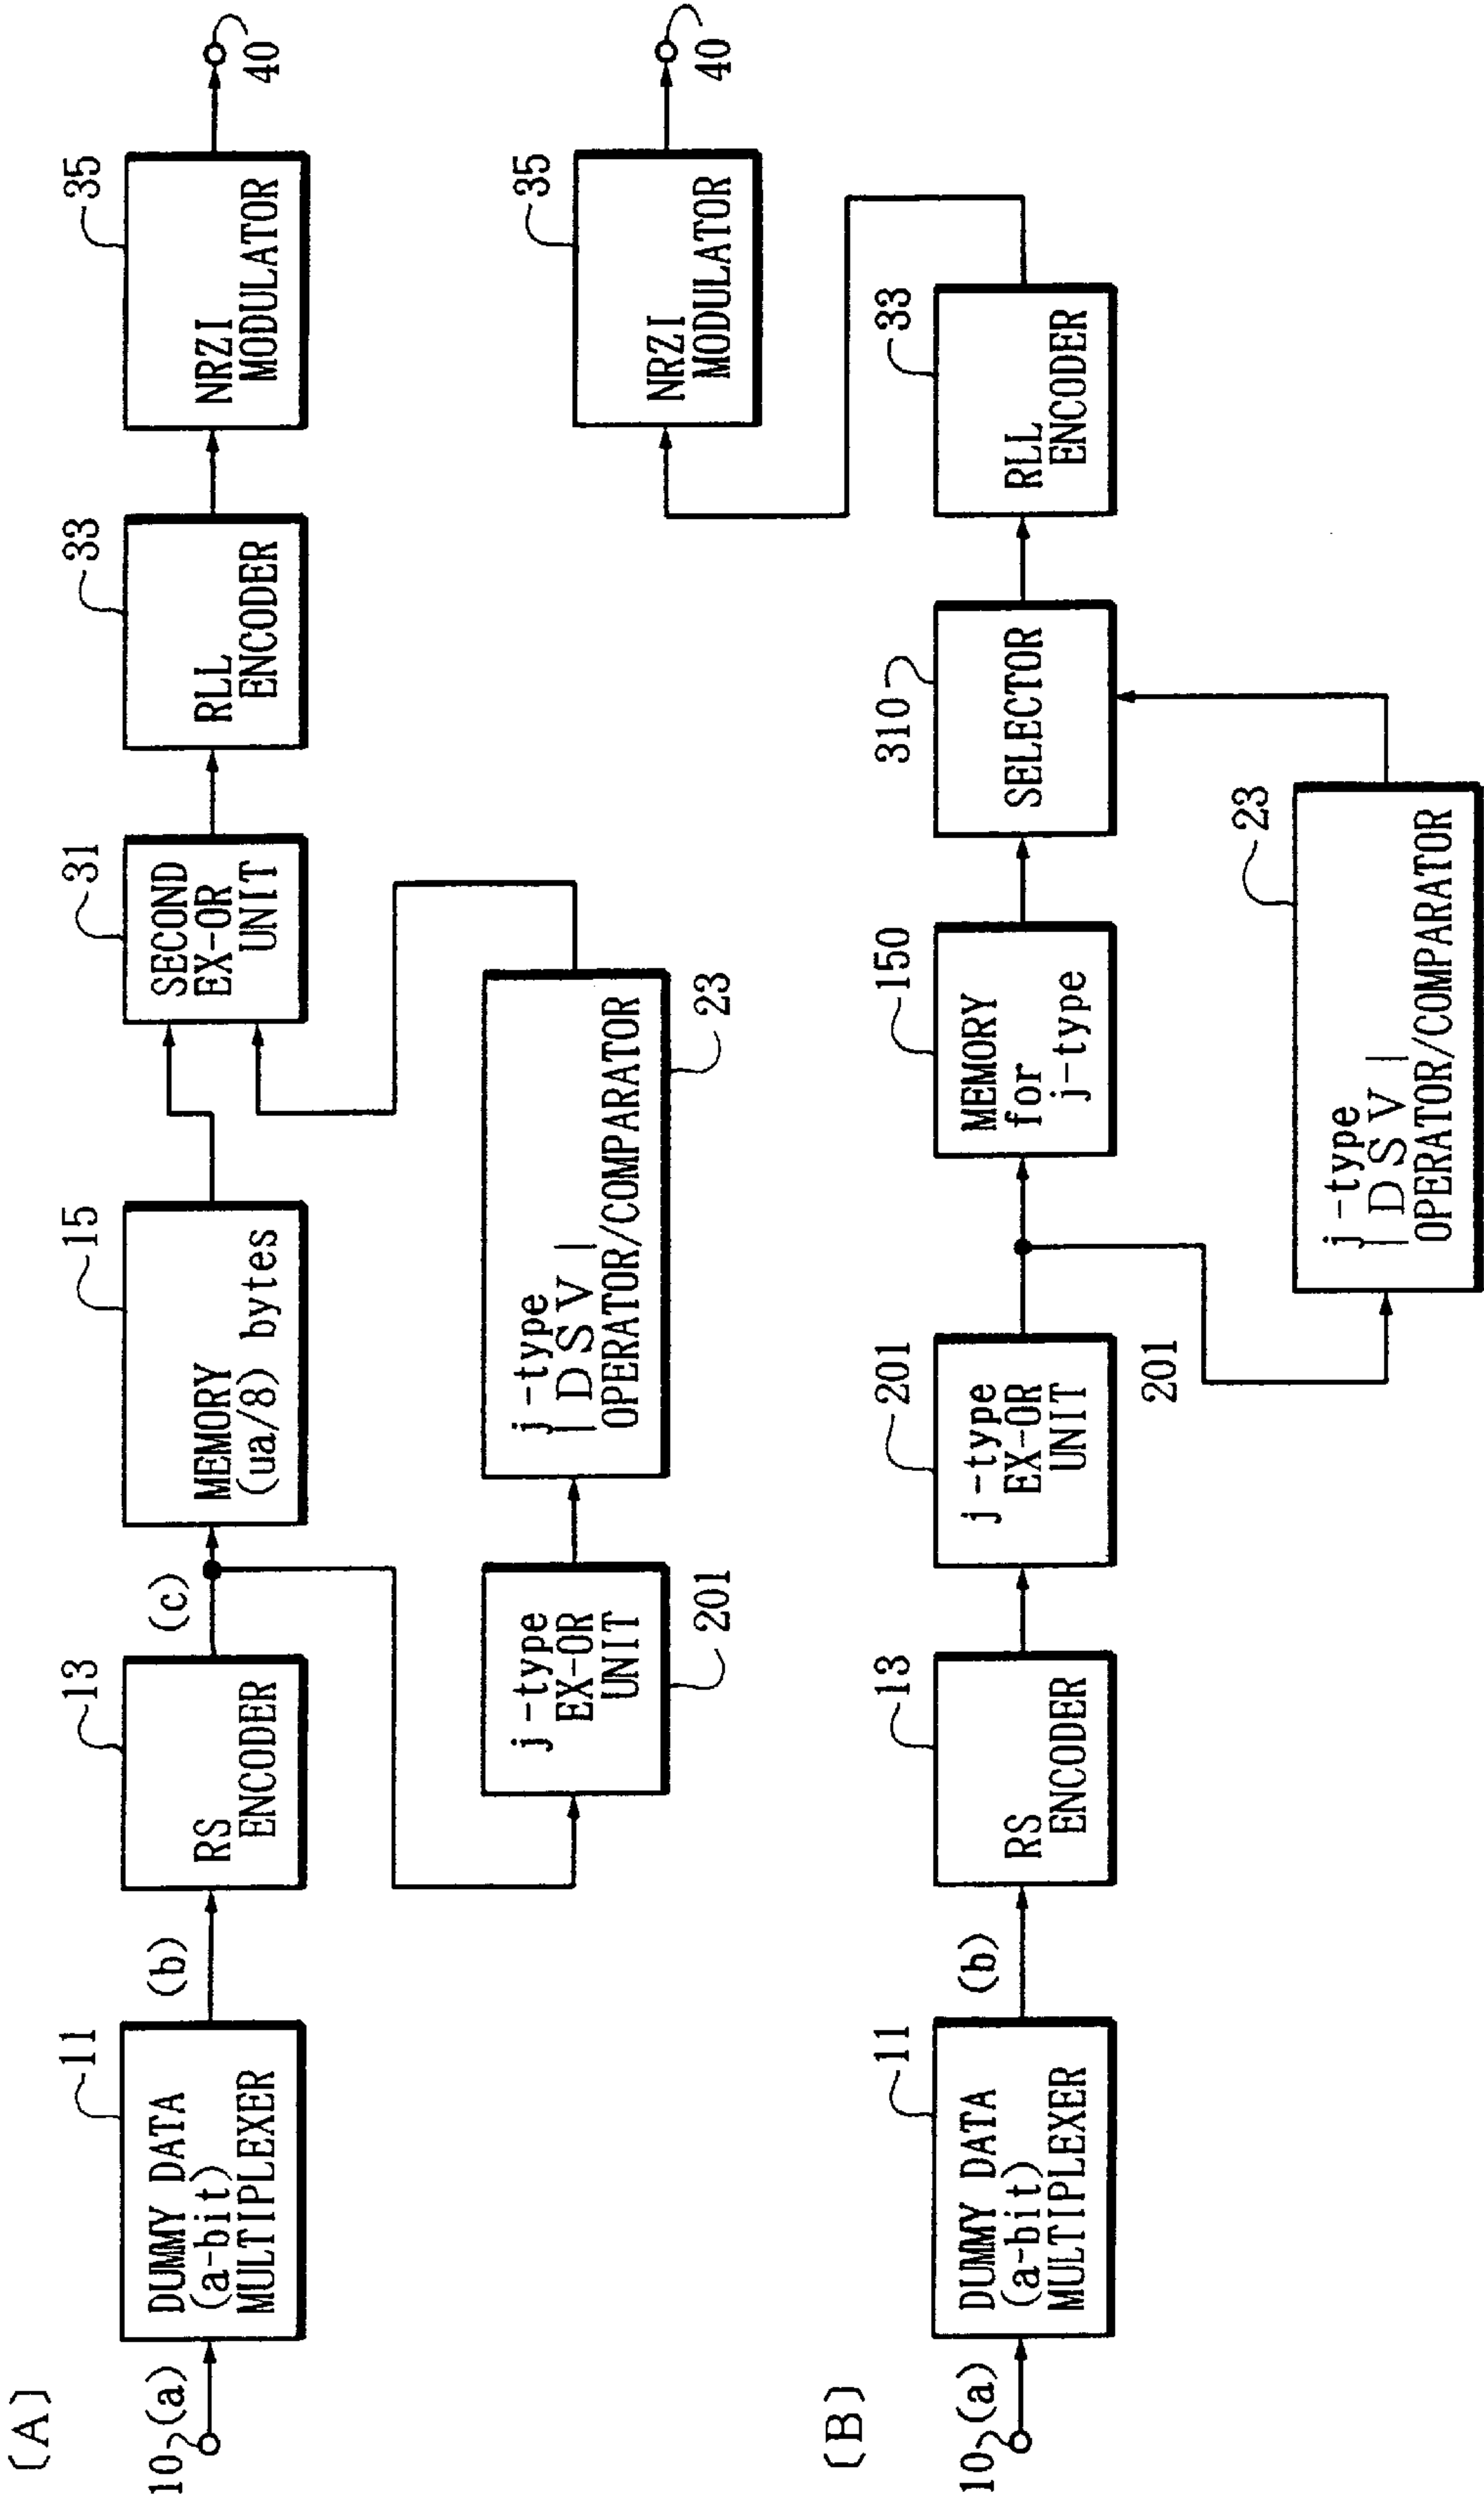 (A)
10
(a)
11
DUMMY DATA
(a-bit)
MULTIPLEXER
(b)
13
RS
ENCODER
(c)
15
MEMORY
(ua/8) bytes
31
SECOND
EX-OR
UNIT
33
RLL
ENCODER
35
NRZI
MODULATOR
40
j-type
EX-OR
UNIT
201
j-type
|DSV|
OPERATOR/COMPARATOR
23
(B)
10
(a)
11
DUMMY DATA
(a-bit)
MULTIPLEXER
(b)
13
RS
ENCODER
201
j-type
EX-OR
UNIT
201
150
MEMORY
for
j-type
310
SELECTOR
33
RLL
ENCODER
35
NRZI
MODULATOR
40
23
j-type
|DSV|
OPERATOR/COMPARATOR